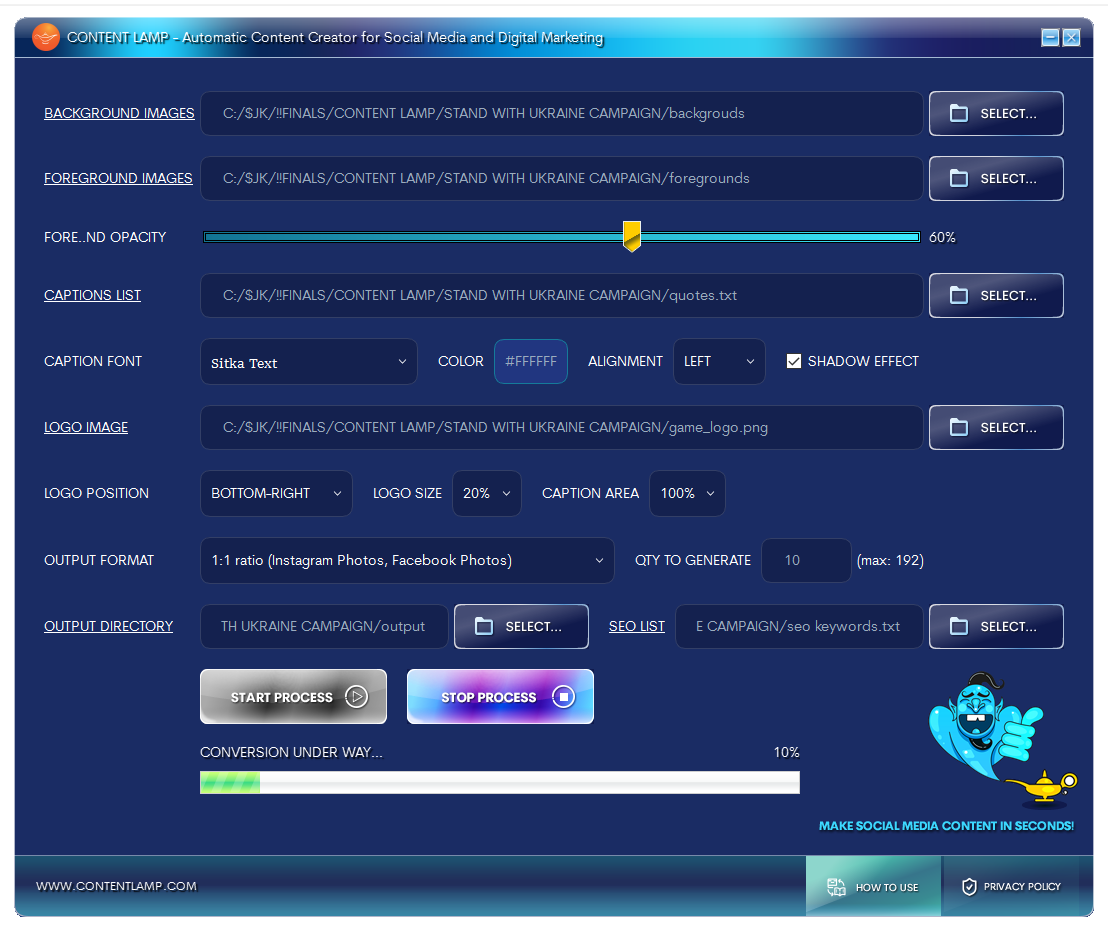 CONTENT LAMP - Automatic Content Creator for Social Media and Digital Marketing
BACKGROUND IMAGES C:/$JK/!!FINALS/CONTENT LAMP/STAND WITH UKRAINE CAMPAIGN/backgrouds SELECT...
FOREGROUND IMAGES C:/$JK/!!FINALS/CONTENT LAMP/STAND WITH UKRAINE CAMPAIGN/foregrounds SELECT...
FORE..ND OPACITY 60%
CAPTIONS LIST C:/$JK/!!FINALS/CONTENT LAMP/STAND WITH UKRAINE CAMPAIGN/quotes.txt SELECT...
CAPTION FONT Sitka Text COLOR #FFFFFF ALIGNMENT LEFT SHADOW EFFECT
LOGO IMAGE C:/$JK/!!FINALS/CONTENT LAMP/STAND WITH UKRAINE CAMPAIGN/game_logo.png SELECT...
LOGO POSITION BOTTOM-RIGHT LOGO SIZE 20% CAPTION AREA 100%
OUTPUT FORMAT 1:1 ratio (Instagram Photos, Facebook Photos) QTY TO GENERATE 10 (max: 192)
OUTPUT DIRECTORY TH UKRAINE CAMPAIGN/output SELECT... SEO LIST E CAMPAIGN/seo keywords.txt SELECT...
START PROCESS STOP PROCESS
CONVERSION UNDER WAY... 10%
MAKE SOCIAL MEDIA CONTENT IN SECONDS!
WWW.CONTENTLAMP.COM HOW TO USE PRIVACY POLICY